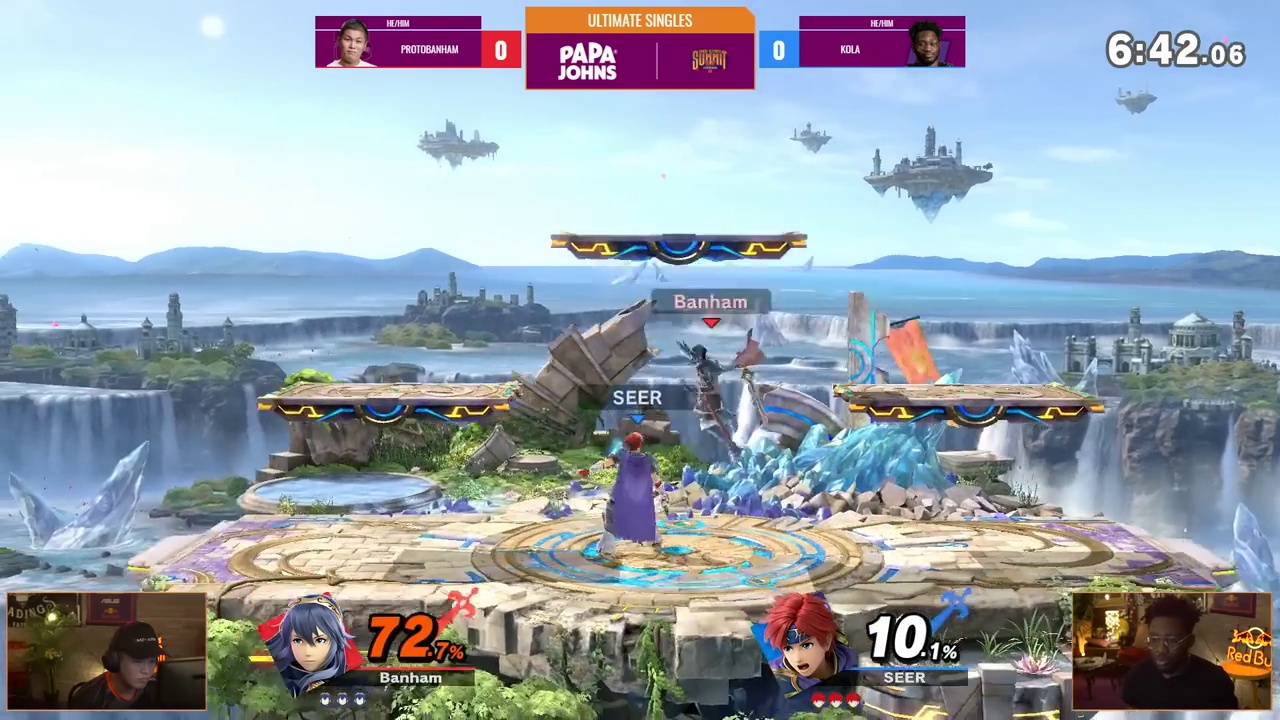 HE/HIM
PROTOBANHAM
0
ULTIMATE SINGLES
PAPA JOHNS
SUMMIT
0
HE/HIM
KOLA
6:42.06
Banham
SEER
72.7%
Banham
10.1%
SEER
Red Bu